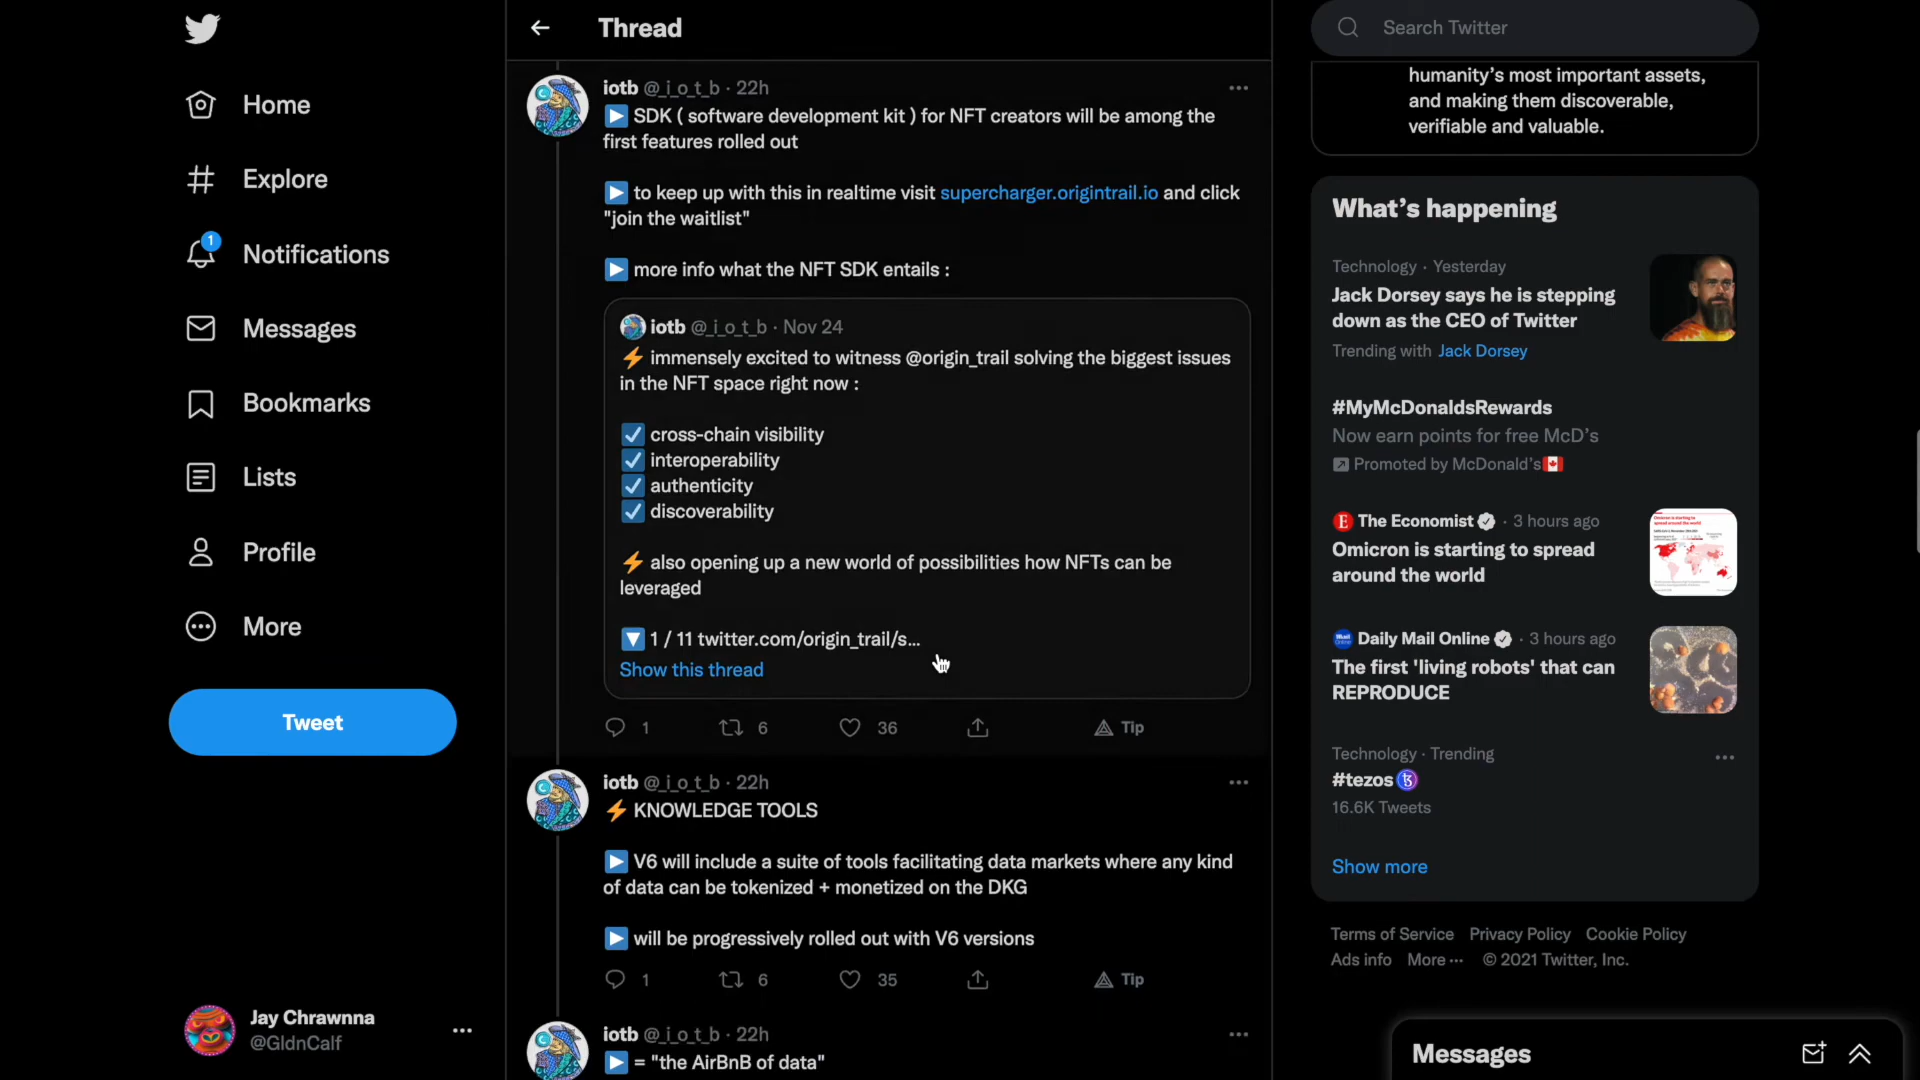 Home
Explore
1
Notifications
Messages
Bookmarks
Lists
Profile
More
Tweet
Jay Chrawnna
@GldnCalf
Thread
iotb @_i_o_t_b · 22h
SDK ( software development kit ) for NFT creators will be among the
first features rolled out
to keep up with this in realtime visit supercharger.origintrail.io and click
"join the waitlist"
more info what the NFT SDK entails :
iotb @_i_o_t_b · Nov 24
⚡ immensely excited to witness @origin_trail solving the biggest issues
in the NFT space right now :
☑ cross-chain visibility
☑ interoperability
☑ authenticity
☑ discoverability
⚡ also opening up a new world of possibilities how NFTs can be
leveraged
1 / 11 twitter.com/origin_trail/s...
Show this thread
1 6 36 Tip
iotb @_i_o_t_b · 22h
⚡ KNOWLEDGE TOOLS
V6 will include a suite of tools facilitating data markets where any kind
of data can be tokenized + monetized on the DKG
will be progressively rolled out with V6 versions
1 6 35 Tip
iotb @_i_o_t_b · 22h
= "the AirBnB of data"
Search Twitter
humanity's most important assets,
and making them discoverable,
verifiable and valuable.
What's happening
Technology · Yesterday
Jack Dorsey says he is stepping
down as the CEO of Twitter
Trending with Jack Dorsey
#MyMcDonaldsRewards
Now earn points for free McD's
Promoted by McDonald's
The Economist · 3 hours ago
Omicron is starting to spread
around the world
Daily Mail Online · 3 hours ago
The first 'living robots' that can
REPRODUCE
Technology · Trending
#tezos
16.6K Tweets
Show more
Terms of Service Privacy Policy Cookie Policy
Ads info More ··· © 2021 Twitter, Inc.
Messages